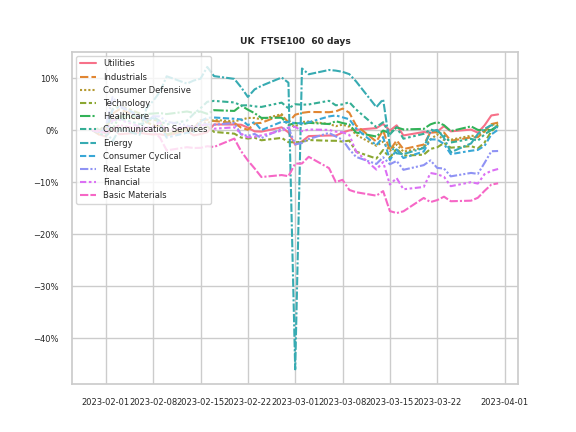 UK FTSE100 60 days
10%
0%
−10%
−20%
−30%
−40%
Utilities
Industrials
Consumer Defensive
Technology
Healthcare
Communication Services
Energy
Consumer Cyclical
Real Estate
Financial
Basic Materials
2023-02-01 2023-02-08 2023-02-15 2023-02-22 2023-03-01 2023-03-08 2023-03-15 2023-03-22 2023-04-01